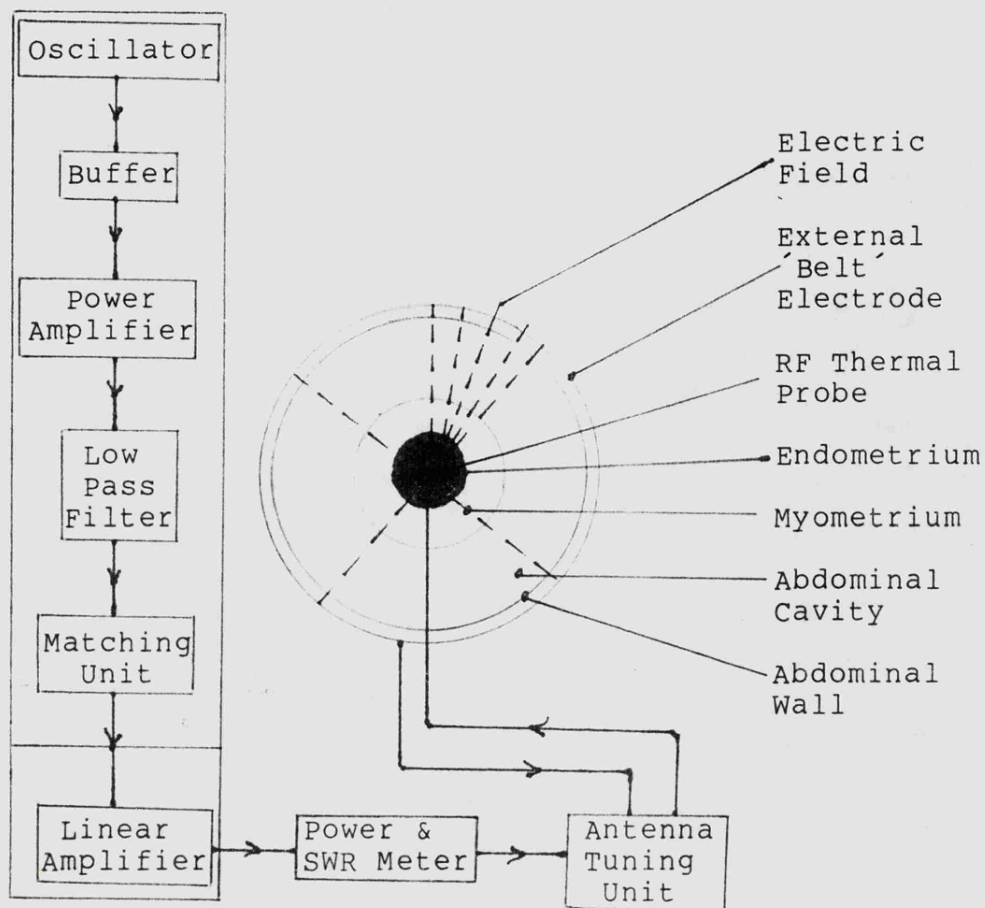 Oscillator
Buffer
Power
Amplifier
Low
Pass
Filter
Matching
Unit
Linear
Amplifier
Power &
SWR Meter
Antenna
Tuning
Unit
Electric
Field
External
'Belt'
Electrode
RF Thermal
Probe
Endometrium
Myometrium
Abdominal
Cavity
Abdominal
Wall